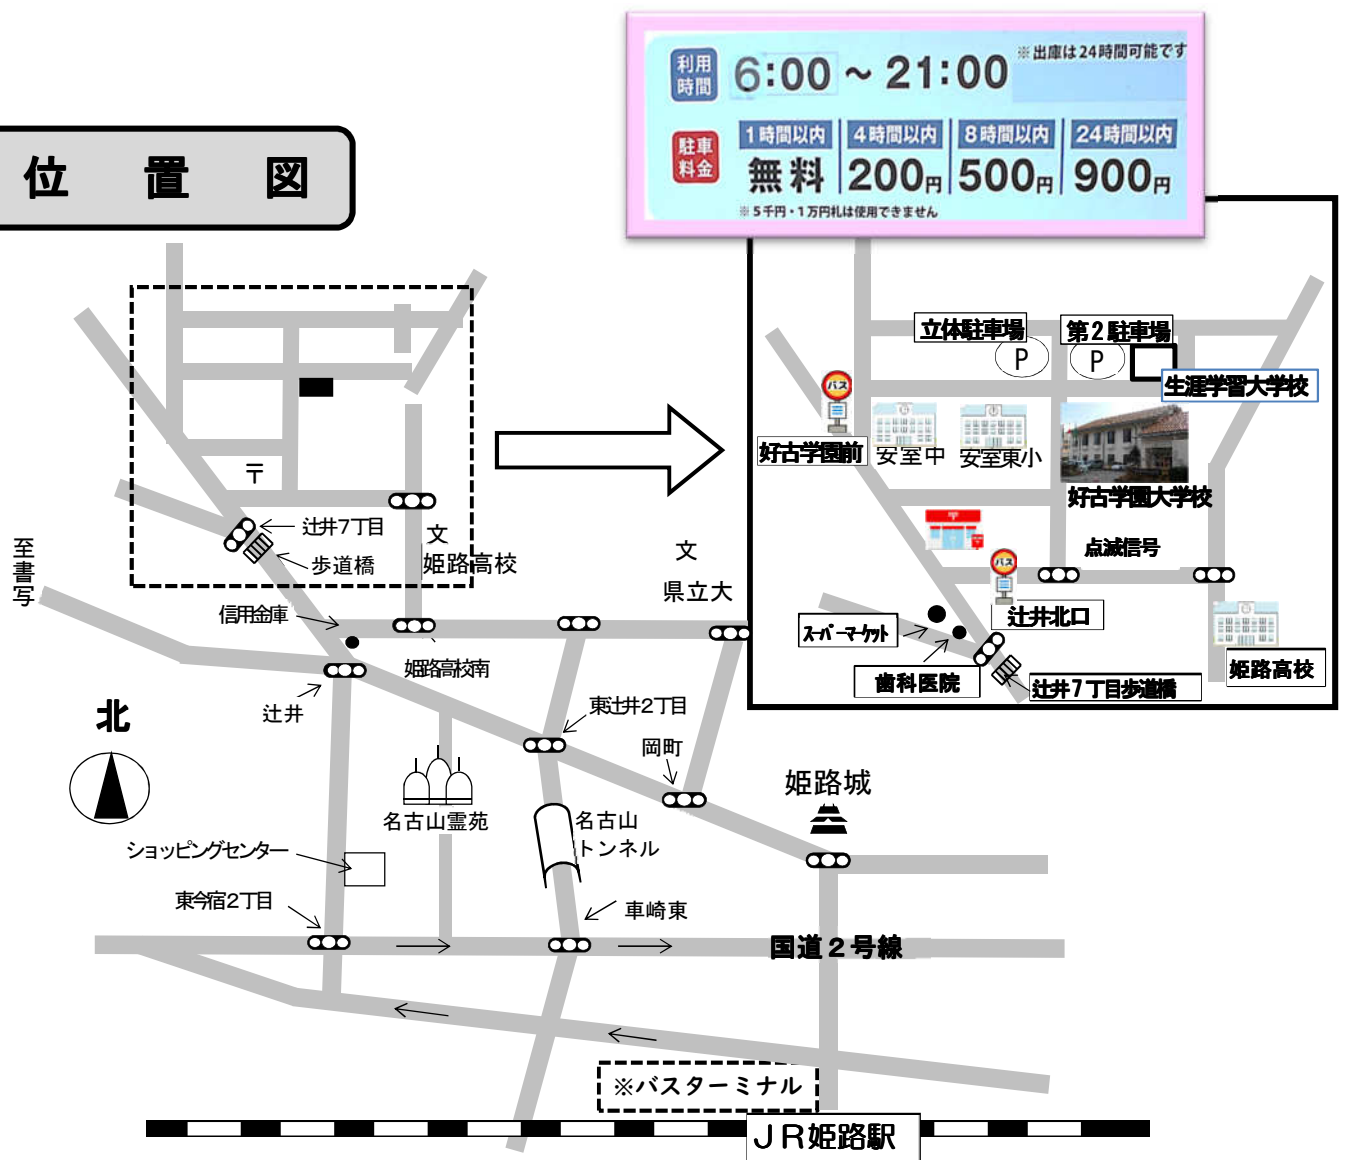 利用
時間
6:00 ～ 21:00
※出庫は24時間可能です
駐車
料金
1時間以内
4時間以内
8時間以内
24時間以内
無料
200円
500円
900円
※5千円・1万円札は使用できません
位 置 図
立体駐車場
第2駐車場
P
P
生涯学習大学校
バス
好古学園前
安室中
安室東小
好古学園大学校
〒
点滅信号
バス
辻井北口
スーパーマーケット
歯科医院
辻井7丁目歩道橋
姫路高校
〒
辻井7丁目
歩道橋
文
姫路高校
至書写
信用金庫
姫路高校南
文
県立大
辻井
北
東辻井2丁目
岡町
姫路城
名古山霊苑
名古山
トンネル
ショッピングセンター
東今宿2丁目
車崎東
国道2号線
※バスターミナル
JR姫路駅